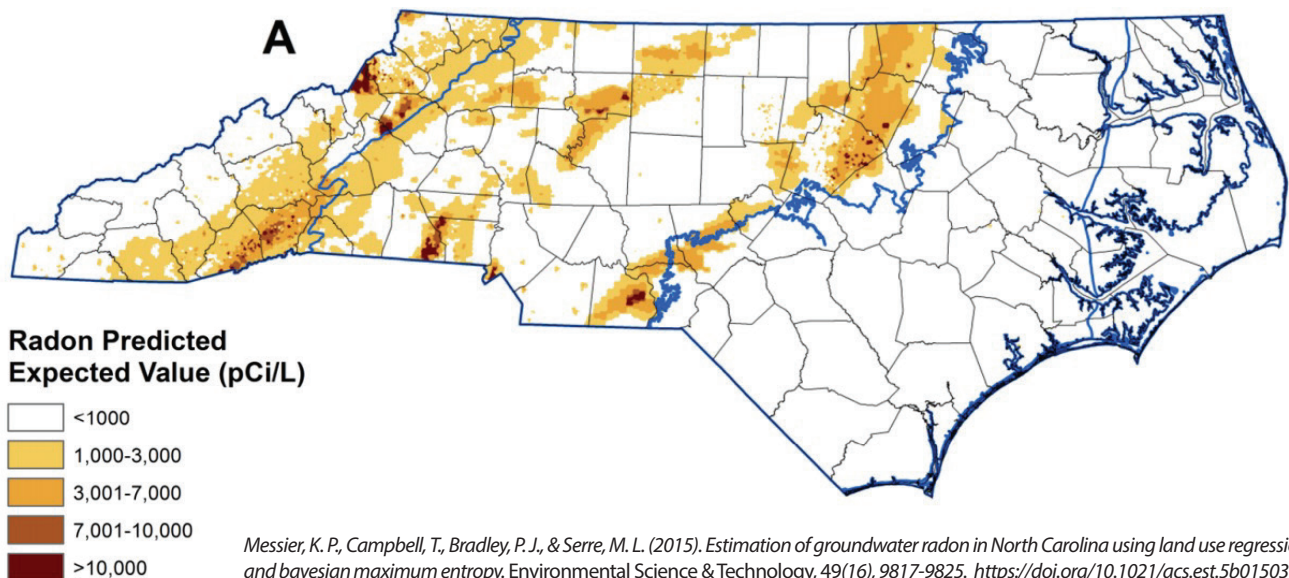 A
Radon Predicted
Expected Value (pCi/L)
<1000
1,000-3,000
3,001-7,000
7,001-10,000
>10,000
Messier, K. P., Campbell, T., Bradley, P. J., & Serre, M. L. (2015). Estimation of groundwater radon in North Carolina using land use regressio
and bayesian maximum entropy. Environmental Science & Technology, 49(16), 9817-9825. https://doi.org/10.1021/acs.est.5b01503